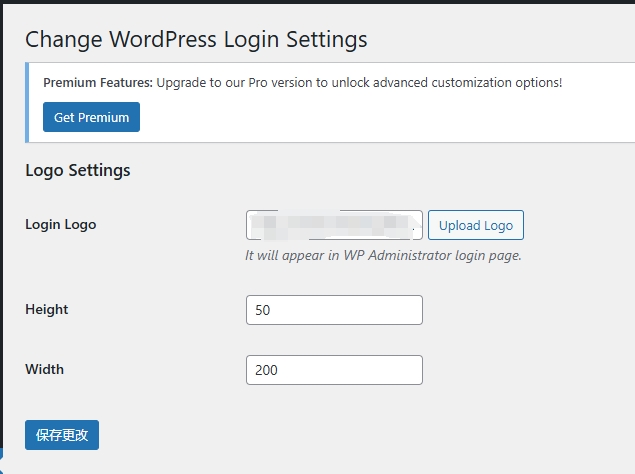 Change WordPress Login Settings
Premium Features: Upgrade to our Pro version to unlock advanced customization options!
Get Premium
Logo Settings
Login Logo
Upload Logo
It will appear in WP Administrator login page.
Height
50
Width
200
保存更改